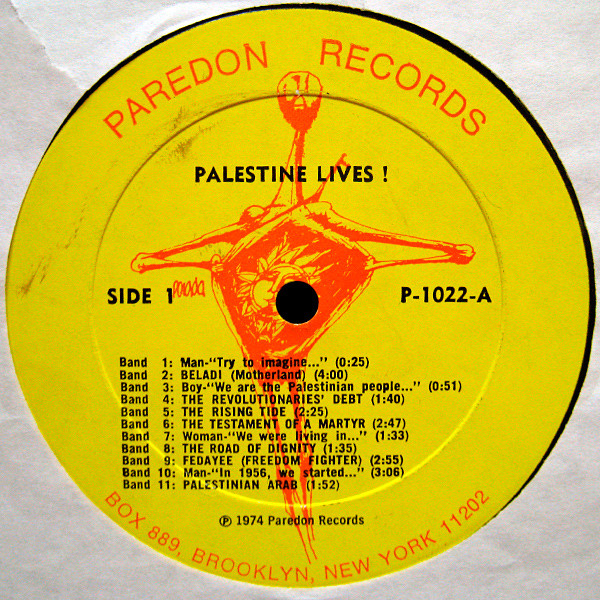 PAREDON RECORDS
PALESTINE LIVES !
SIDE 1
P-1022-A
Band 1: Man-"Try to imagine..." (0:25)
Band 2: BELADI (Motherland) (4:00)
Band 3: Boy-"We are the Palestinian people..." (0:51)
Band 4: THE REVOLUTIONARIES' DEBT (1:40)
Band 5: THE RISING TIDE (2:25)
Band 6: THE TESTAMENT OF A MARTYR (2:47)
Band 7: Woman-"We were living in..." (1:33)
Band 8: THE ROAD OF DIGNITY (1:35)
Band 9: FEDAYEE (FREEDOM FIGHTER) (2:55)
Band 10: Man-"In 1956, we started..." (3:06)
Band 11: PALESTINIAN ARAB (1:52)
℗ 1974 Paredon Records
BOX 889, BROOKLYN, NEW YORK 11202